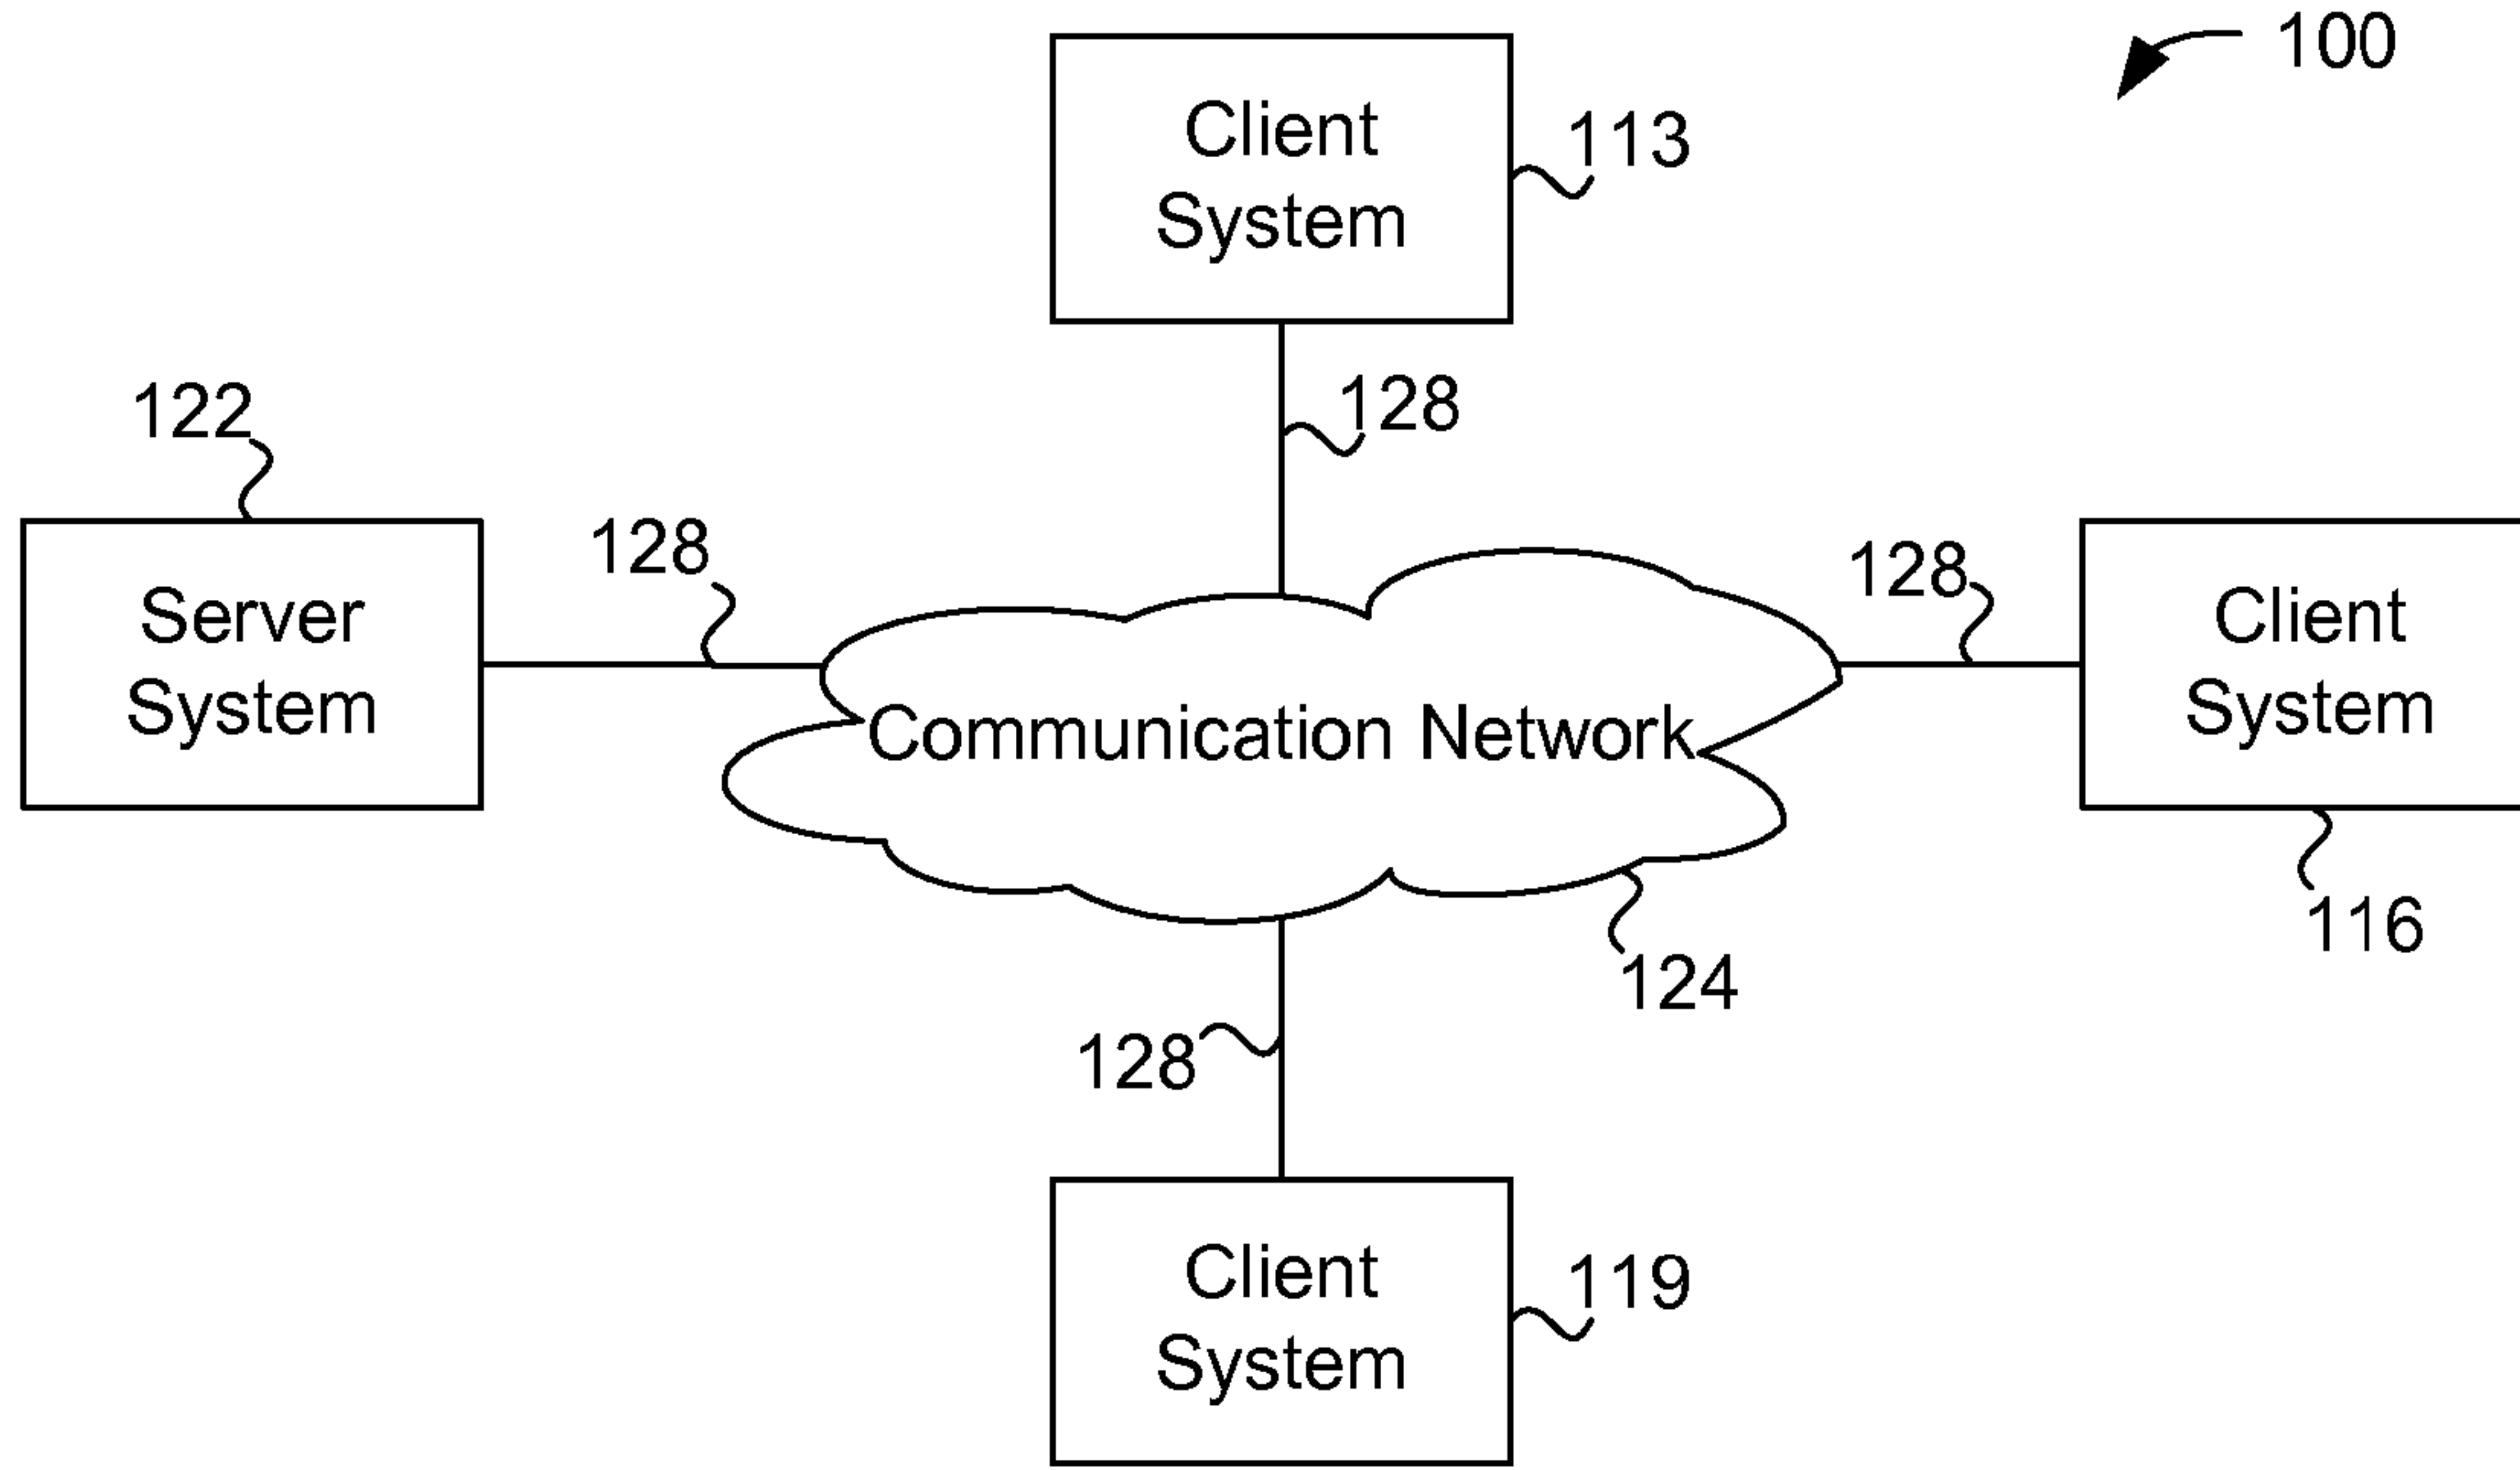 100
Client
System
113
128
122
Server
System
128
128
Client
System
Communication Network
116
124
128
Client
System
119